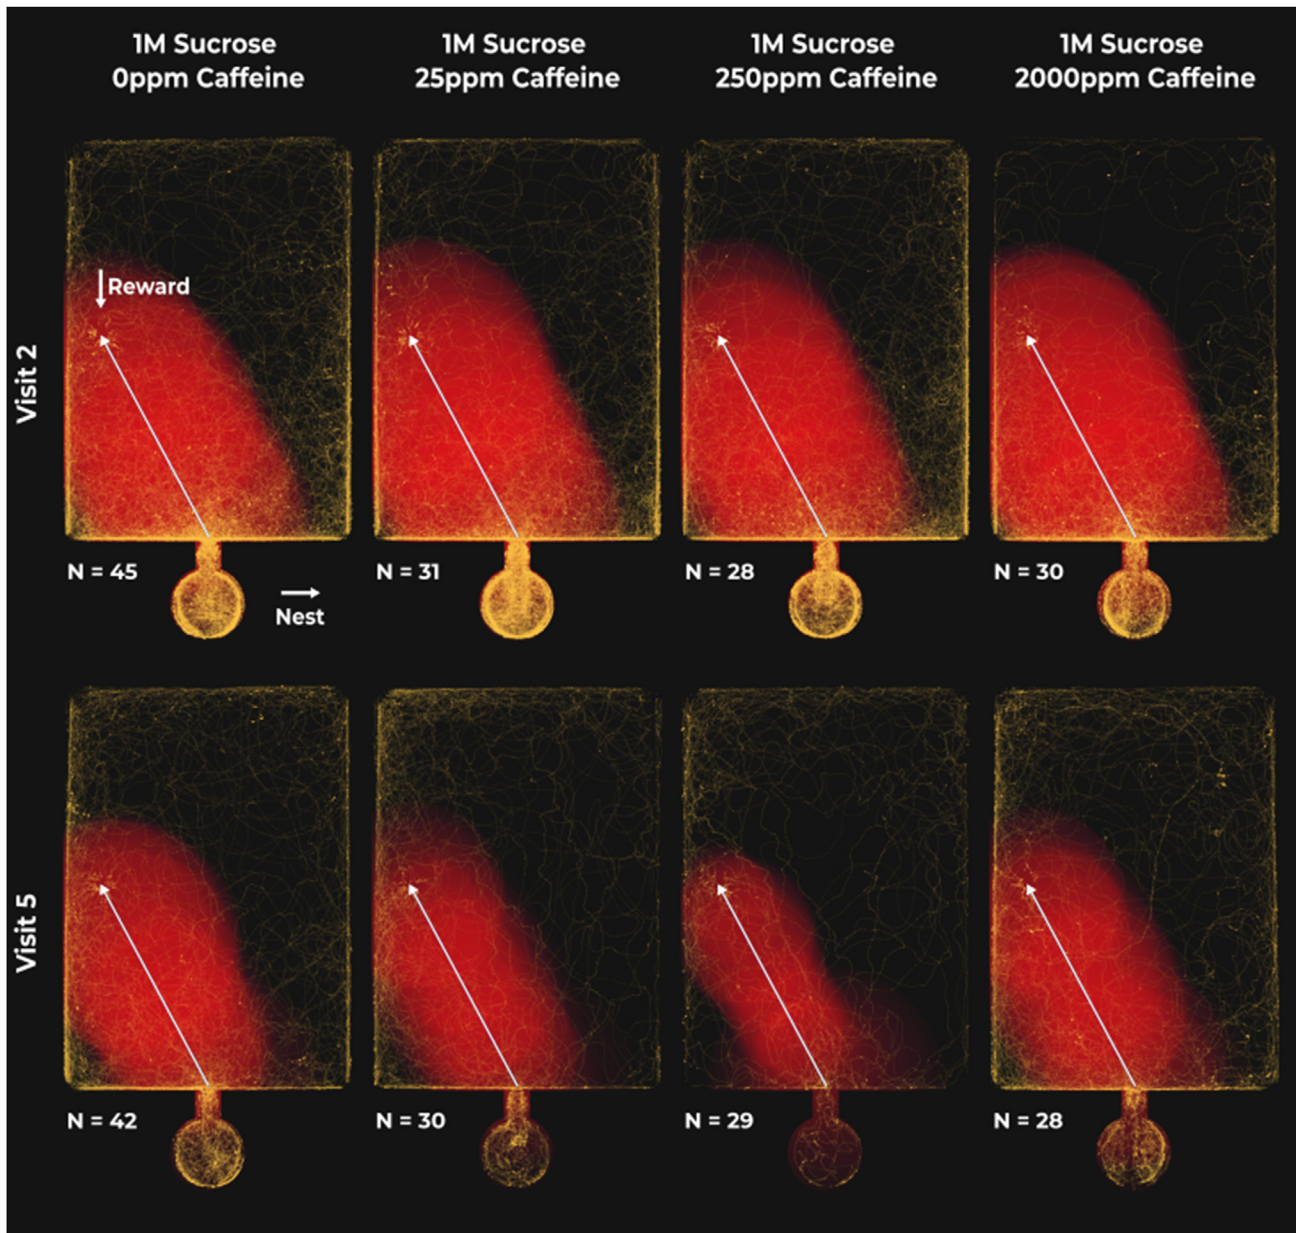 1M Sucrose
0ppm Caffeine
1M Sucrose
25ppm Caffeine
1M Sucrose
250ppm Caffeine
1M Sucrose
2000ppm Caffeine
Visit 2
Reward
N = 45
Nest
N = 31
N = 28
N = 30
Visit 5
N = 42
N = 30
N = 29
N = 28